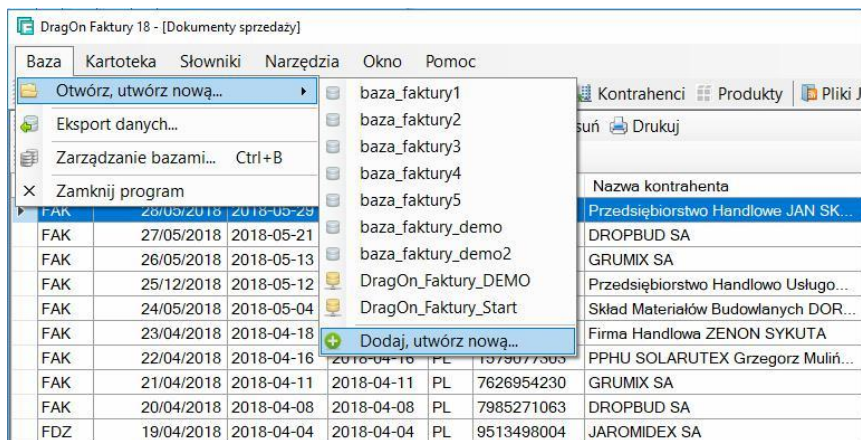 DragOn Faktury 18 - [Dokumenty sprzedaży]
Baza Kartoteka Słowniki Narzędzia Okno Pomoc
Otwórz, utwórz nową...
Eksport danych...
Zarządzanie bazami... Ctrl+B
Zamknij program
baza_faktury1
baza_faktury2
baza_faktury3
baza_faktury4
baza_faktury5
baza_faktury_demo
baza_faktury_demo2
DragOn_Faktury_DEMO
DragOn_Faktury_Start
Dodaj, utwórz nową...
Kontrahenci Produkty Pliki J
suń Drukuj
Nazwa kontrahenta
FAK 28/05/2018 2018-05-29 Przedsiębiorstwo Handlowe JAN SK...
FAK 27/05/2018 2018-05-21 DROPBUD SA
FAK 26/05/2018 2018-05-13 GRUMIX SA
FAK 25/12/2018 2018-05-12 Przedsiębiorstwo Handlowo Usługo...
FAK 24/05/2018 2018-05-04 Skład Materiałów Budowlanych DOR...
FAK 23/04/2018 2018-04-18 Firma Handlowa ZENON SYKUTA
FAK 22/04/2018 2018-04-16 2018-04-16 PL 1579077303 PPHU SOLARUTEX Grzegorz Muliń...
FAK 21/04/2018 2018-04-11 2018-04-11 PL 7626954230 GRUMIX SA
FAK 20/04/2018 2018-04-08 2018-04-08 PL 7985271063 DROPBUD SA
FDZ 19/04/2018 2018-04-04 2018-04-04 PL 9513498004 JAROMIDEX SA